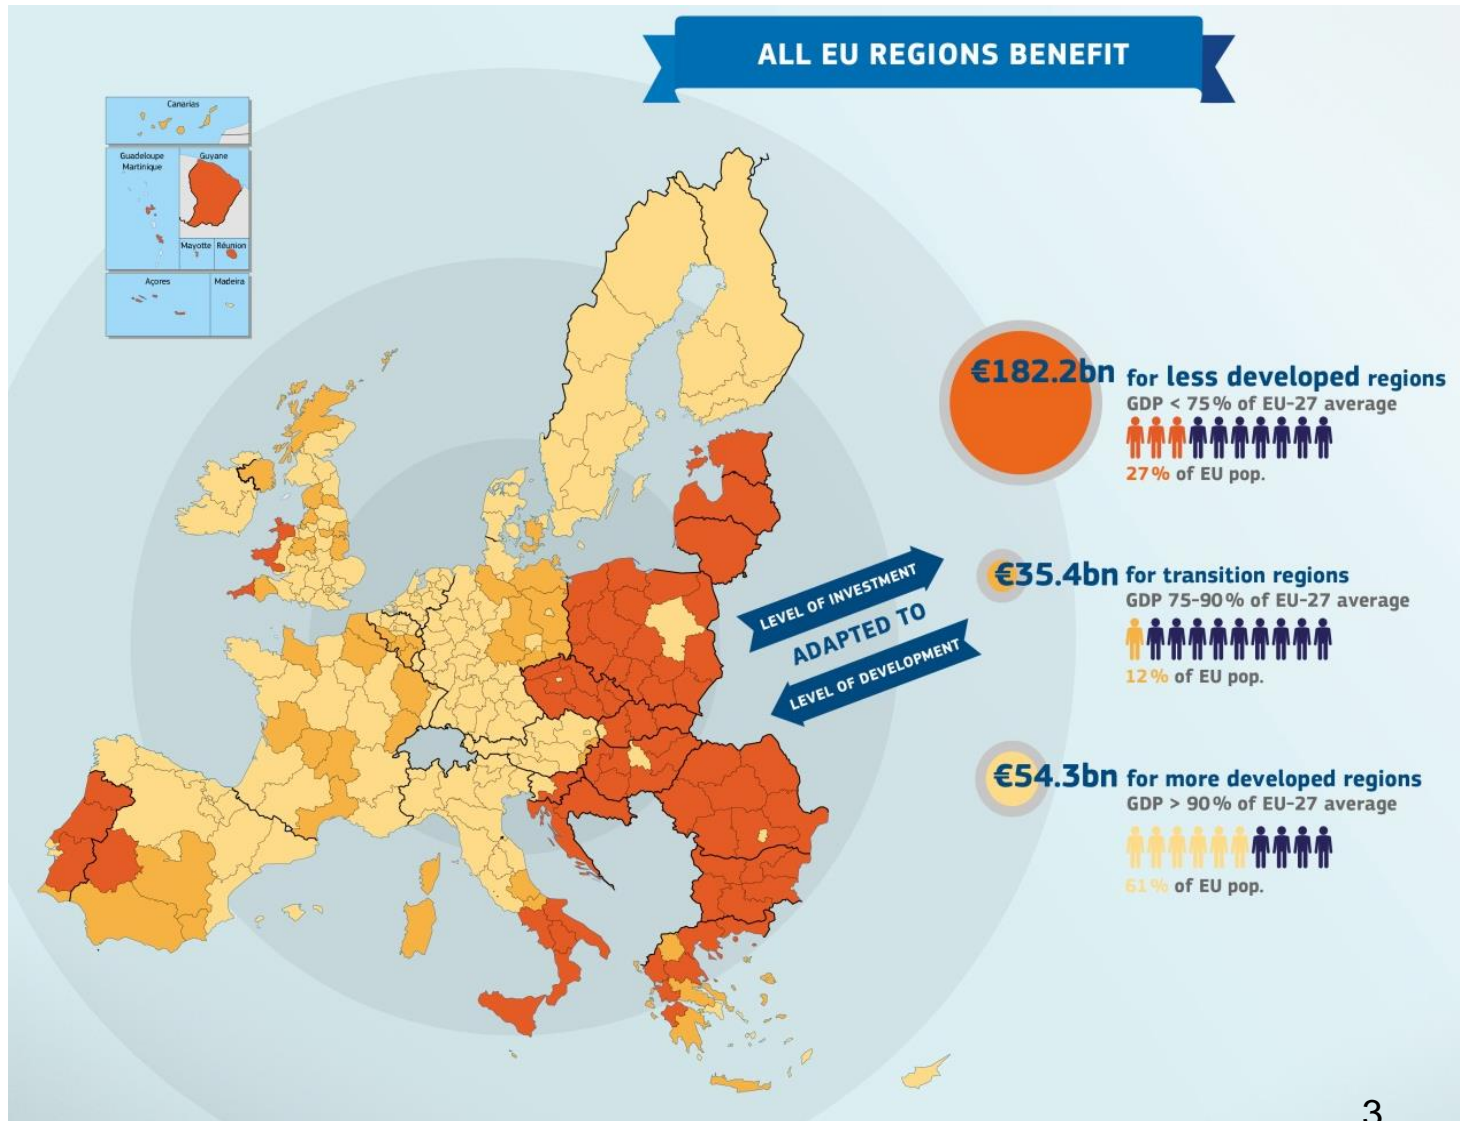 ALL EU REGIONS BENEFIT
Canarias
Guadeloupe
Martinique
Guyane
Mayotte
Réunion
Açores
Madeira
€182.2bn for less developed regions
GDP < 75% of EU-27 average
27% of EU pop.
LEVEL OF INVESTMENT
ADAPTED TO
LEVEL OF DEVELOPMENT
€35.4bn for transition regions
GDP 75-90% of EU-27 average
12% of EU pop.
€54.3bn for more developed regions
GDP > 90% of EU-27 average
61% of EU pop.
3